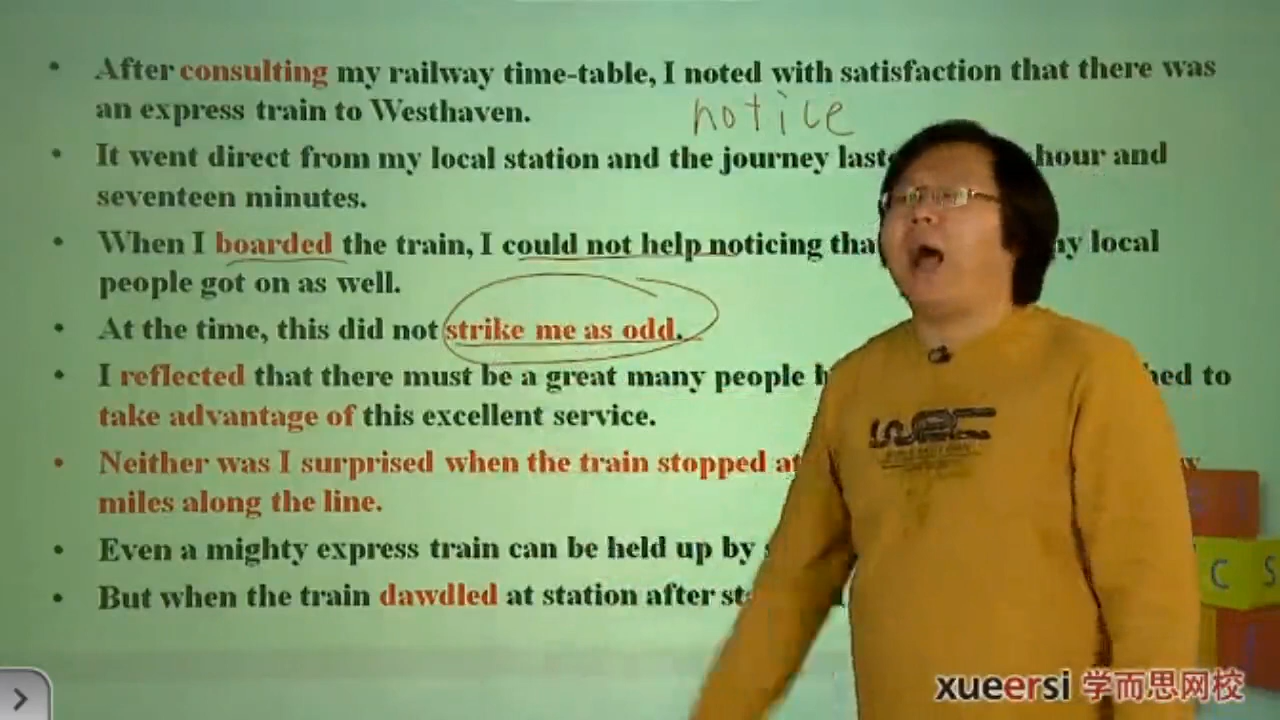 • After consulting my railway time-table, I noted with satisfaction that there was
an express train to Westhaven.
notice
• It went direct from my local station and the journey hour and
seventeen minutes.
• When I boarded the train, I could not help noticing local
people got on as well.
• At the time, this did not strike me as odd.
• I reflected that there must be a great many people to
take advantage of this excellent service.
• Neither was I surprised when the train stopped
miles along the line.
• Even a mighty express train can be held up by
• But when the train dawdled at station after
C S
xueersi 学而思网校